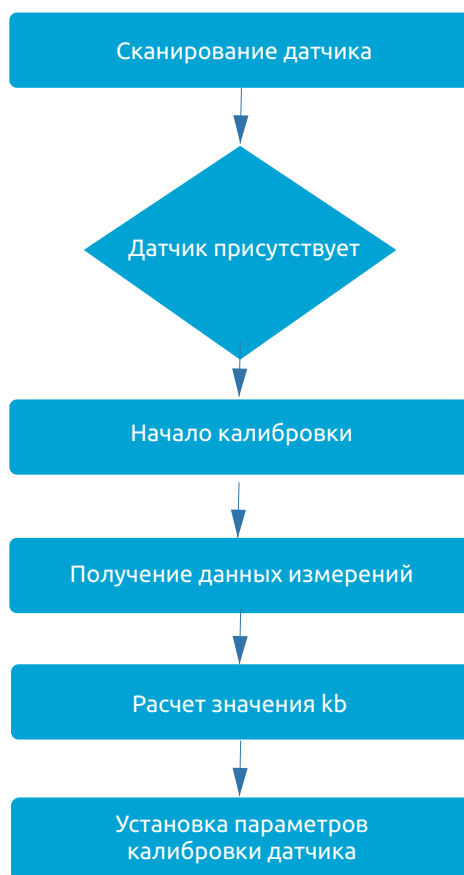 Сканирование датчика
Датчик присутствует
Начало калибровки
Получение данных измерений
Расчет значения kb
Установка параметров
калибровки датчика